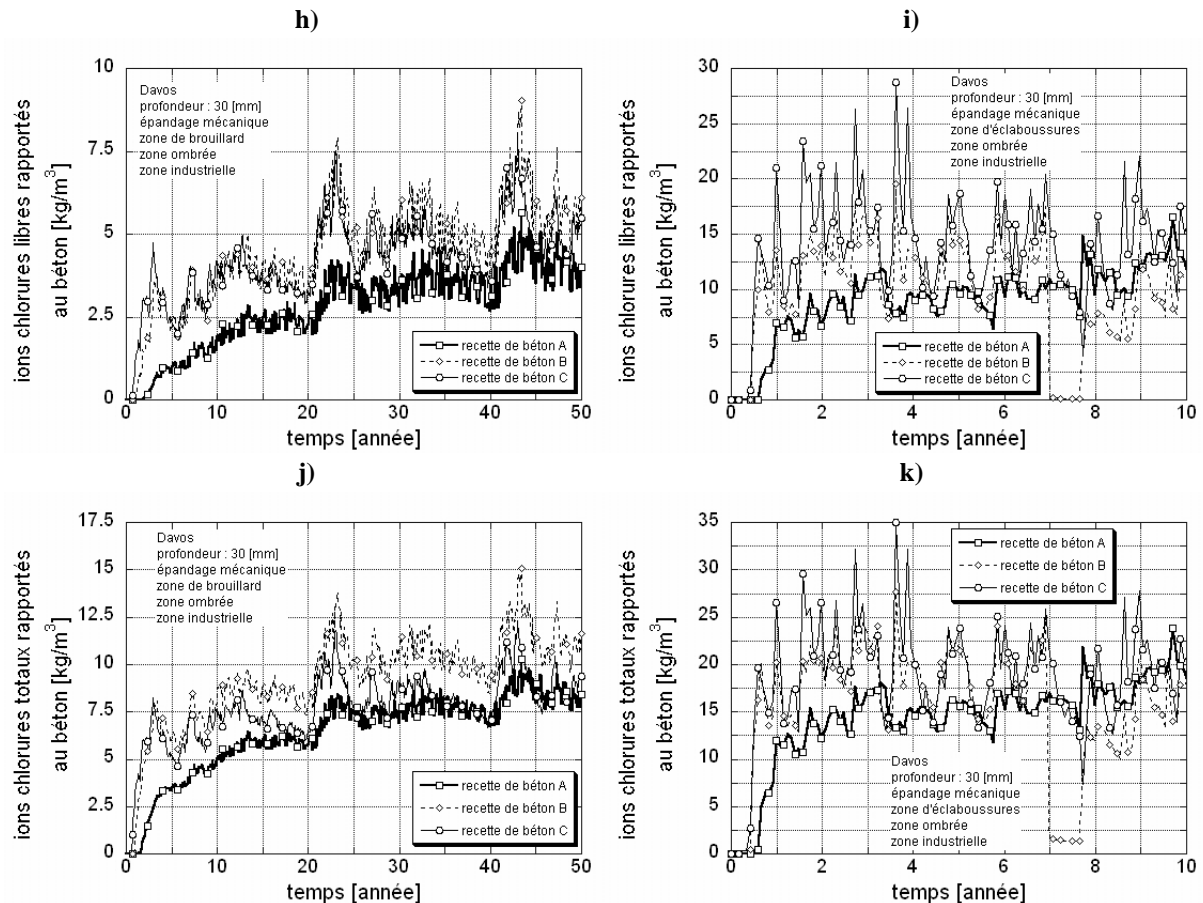 h)
ions chlorures libres rapportés
au béton [kg/m³]
10
7.5
5
2.5
0
Davos
profondeur : 30 [mm]
épandage mécanique
zone de brouillard
zone ombrée
zone industrielle
recette de béton A
recette de béton B
recette de béton C
0 10 20 30 40 50
temps [année]
i)
ions chlorures libres rapportés
au béton [kg/m³]
30
25
20
15
10
5
0
Davos
profondeur : 30 [mm]
épandage mécanique
zone d'éclaboussures
zone ombrée
zone industrielle
recette de béton A
recette de béton B
recette de béton C
0 2 4 6 8 10
temps [année]
j)
ions chlorures totaux rapportés
au béton [kg/m³]
17.5
15
12.5
10
7.5
5
2.5
0
Davos
profondeur : 30 [mm]
épandage mécanique
zone de brouillard
zone ombrée
zone industrielle
recette de béton A
recette de béton B
recette de béton C
0 10 20 30 40 50
temps [année]
k)
ions chlorures totaux rapportés
au béton [kg/m³]
35
30
25
20
15
10
5
0
recette de béton A
recette de béton B
recette de béton C
Davos
profondeur : 30 [mm]
épandage mécanique
zone d'éclaboussures
zone ombrée
zone industrielle
0 2 4 6 8 10
temps [année]